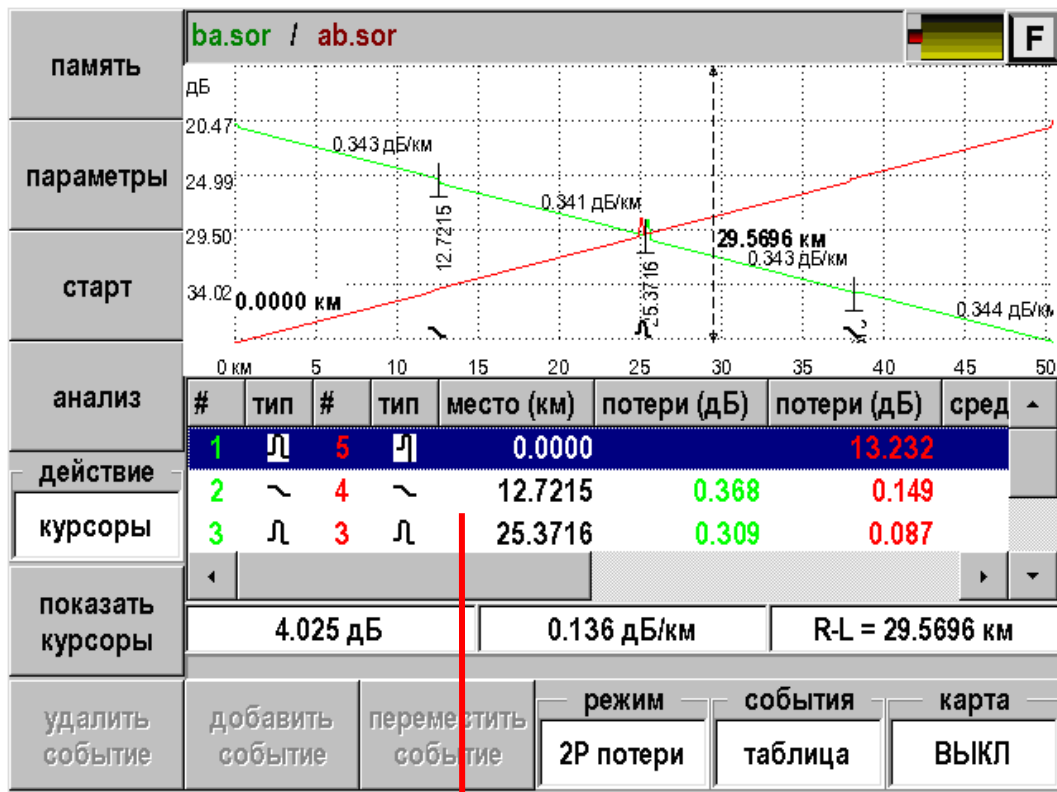 память
параметры
старт
анализ
действие
курсоры
показать
курсоры
удалить
событие
ba.sor / ab.sor
F
дБ
20.47
24.99
29.50
34.02
0.343 дБ/км
0.341 дБ/км
0.343 дБ/км
0.344 дБ/км
12.7215
25.3716
29.5696 км
0.0000 км
0 км 5 10 15 20 25 30 35 40 45 50
# тип # тип место (км) потери (дБ) потери (дБ) сред
1 5 0.0000 13.232
2 4 12.7215 0.368 0.149
3 3 25.3716 0.309 0.087
4.025 дБ 0.136 дБ/км R-L = 29.5696 км
добавить
событие
переместить
событие
режим
2P потери
события
таблица
карта
ВЫКЛ